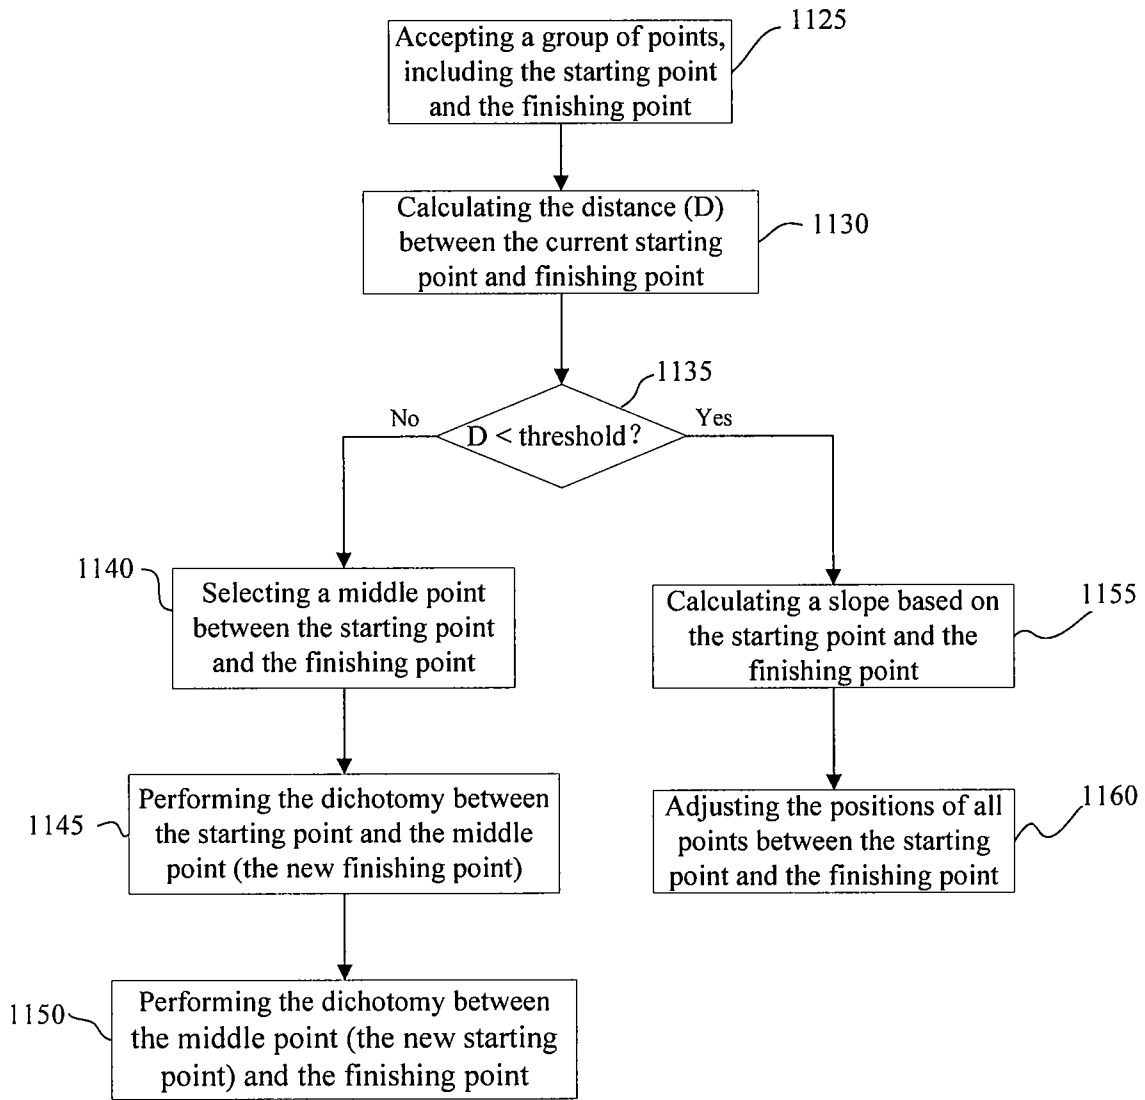 1125
Accepting a group of points,
including the starting point
and the finishing point
Calculating the distance (D)
between the current starting
point and finishing point
1130
1135
No
Yes
D < threshold?
1140
Selecting a middle point
between the starting point
and the finishing point
Calculating a slope based on
the starting point and the
finishing point
1155
1145
Performing the dichotomy between
the starting point and the middle
point (the new finishing point)
Adjusting the positions of all
points between the starting
point and the finishing point
1160
1150
Performing the dichotomy between
the middle point (the new starting
point) and the finishing point